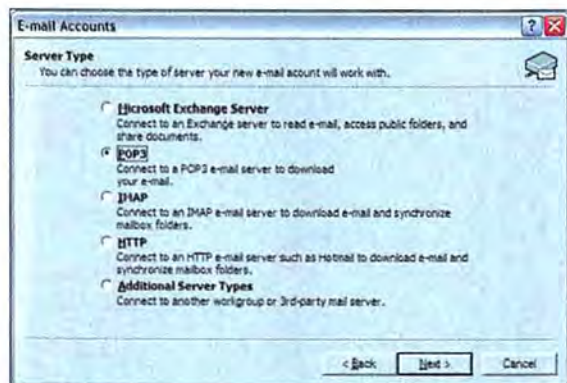 E-mail Accounts
Server Type
You can choose the type of server your new e-mail acount will work with.
Microsoft Exchange Server
Connect to an Exchange server to read e-mail, access public folders, and
share documents.
POP3
Connect to a POP3 e-mail server to download
your e-mail.
IMAP
Connect to an IMAP e-mail server to download e-mail and synchronize
mailbox folders.
HTTP
Connect to an HTTP e-mail server such as Hotmail to download e-mail and
synchronize mailbox folders.
Additional Server Types
Connect to another workgroup or 3rd-party mail server.
< Back Next > Cancel